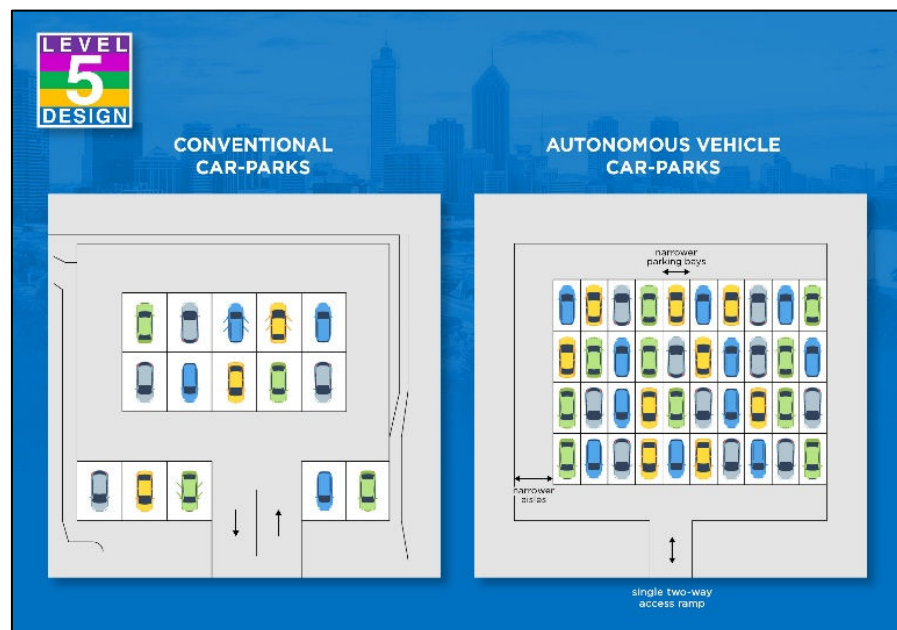 LEVEL
5
DESIGN
CONVENTIONAL
CAR-PARKS
AUTONOMOUS VEHICLE
CAR-PARKS
narrower
parking bays
narrower
aisles
single two-way
access ramp